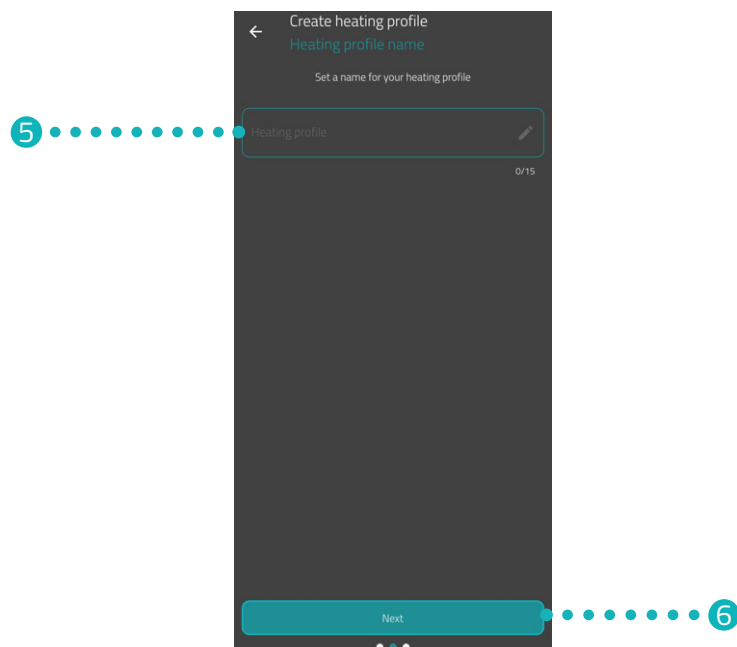 Create heating profile
Heating profile name
Set a name for your heating profile
5
Heating profile
0/15
Next
6